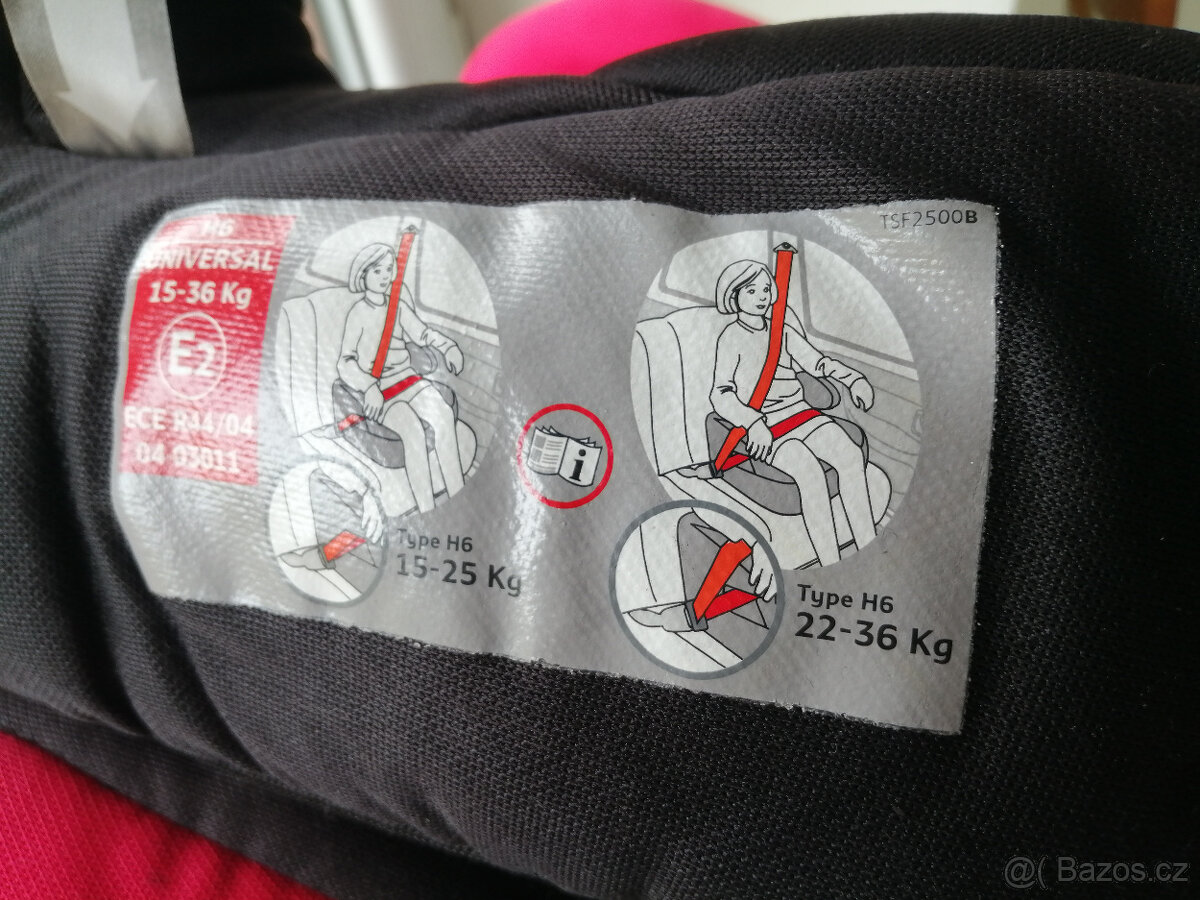 H6
UNIVERSAL
15-36 Kg
E2
ECE R44/04
04 03011
TSF2500B
i
Type H6
15-25 Kg
Type H6
22-36 Kg
@( Bazos.cz